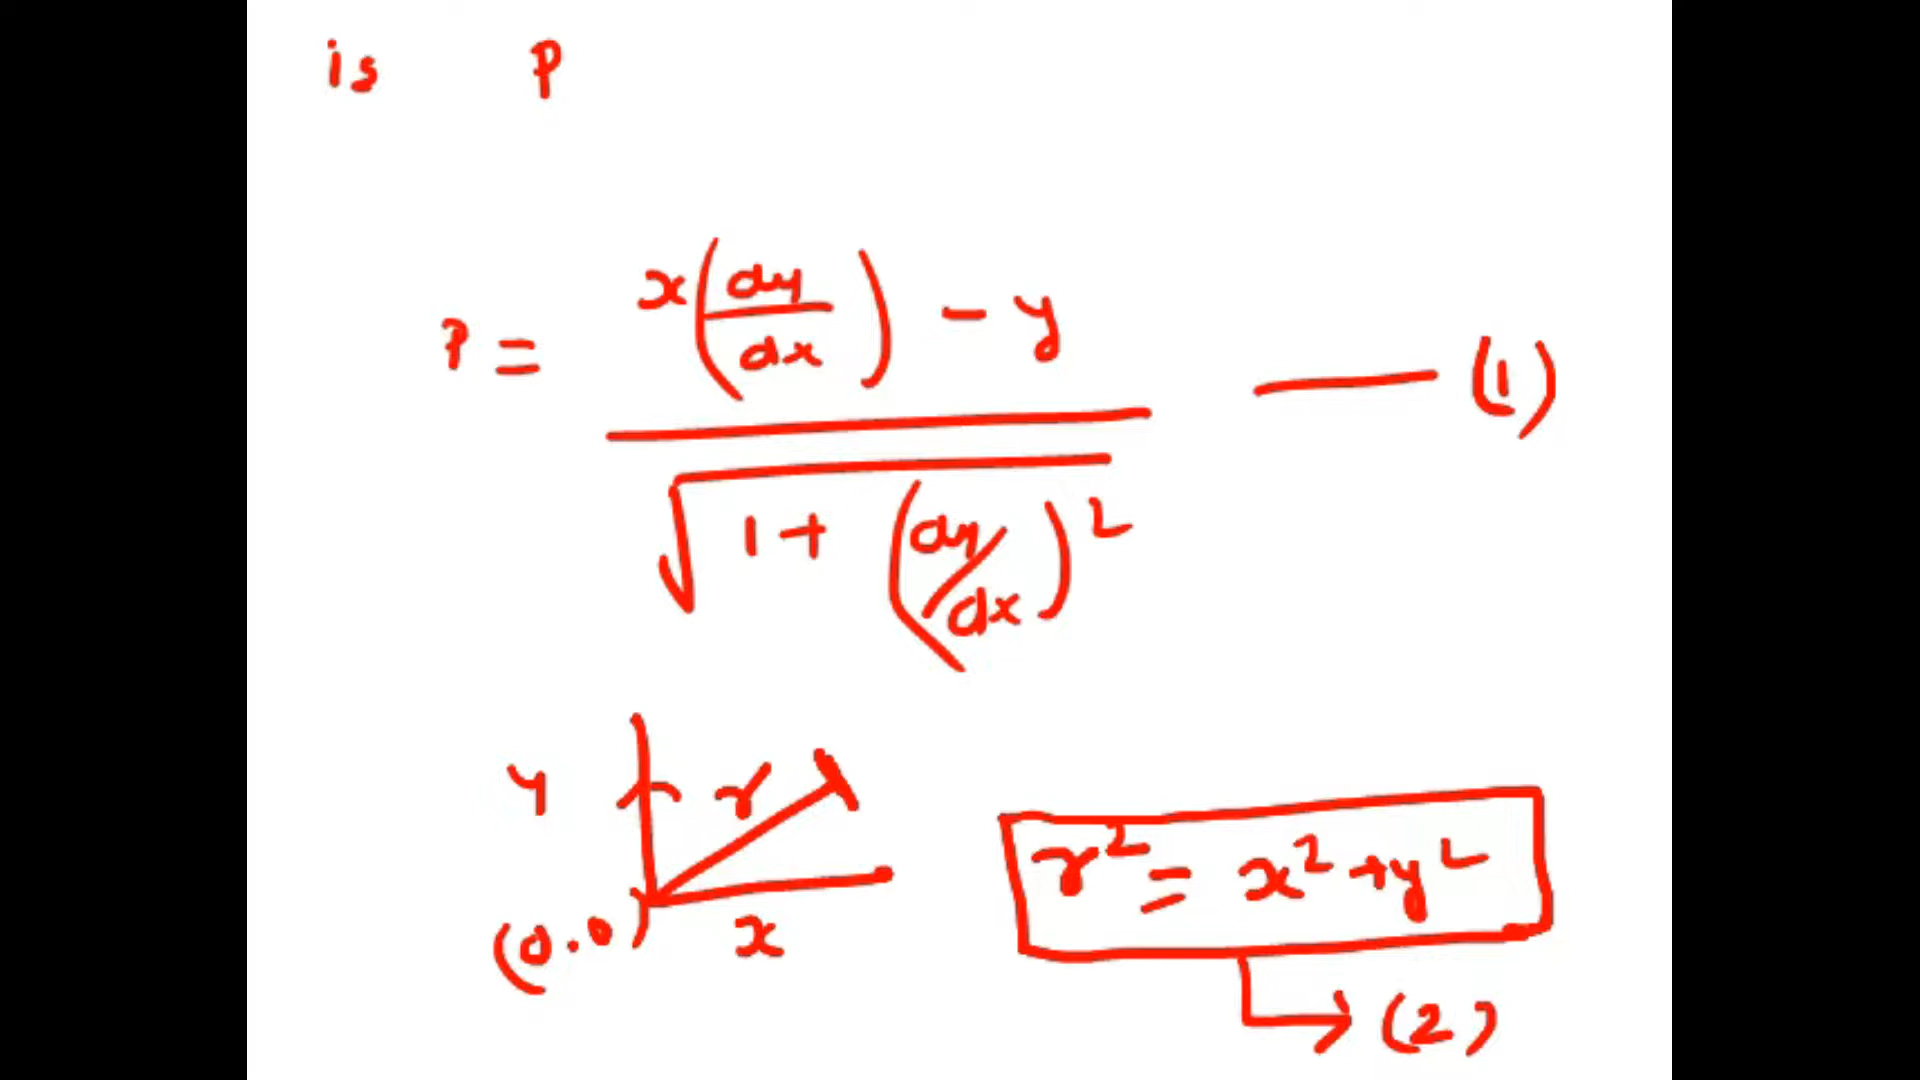 is P
P = x(dy/dx) - y / √1 + (dy/dx)² —— (1)
y r
(0.0) x
r² = x² + y²
(2)